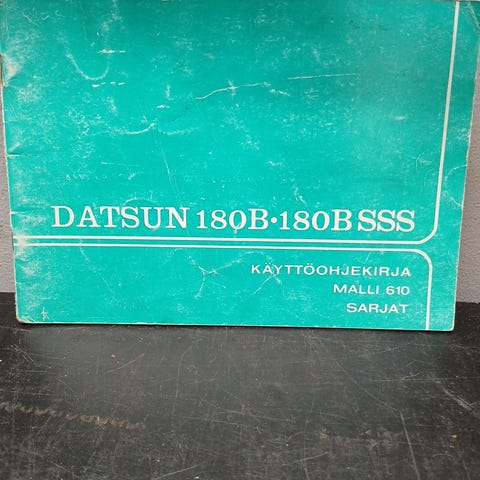 DATSUN 180B·180B SSS
KÄYTTÖOHJEKIRJA
MALLI 610
SARJAT